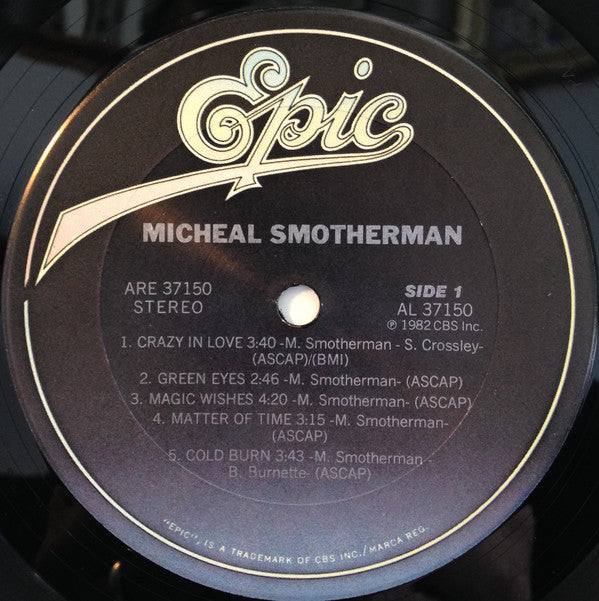 Epic
MICHEAL SMOTHERMAN
ARE 37150
STEREO
SIDE 1
AL 37150
℗ 1982 CBS Inc.
1. CRAZY IN LOVE 3:40 -M. Smotherman - S. Crossley-
(ASCAP)/(BMI)
2. GREEN EYES 2:46 -M. Smotherman- (ASCAP)
3. MAGIC WISHES 4:20 -M. Smotherman- (ASCAP)
4. MATTER OF TIME 3:15 -M. Smotherman-
(ASCAP)
5. COLD BURN 3:43 -M. Smotherman -
B. Burnette- (ASCAP)
"EPIC", IS A TRADEMARK OF CBS INC./MARCA REG.